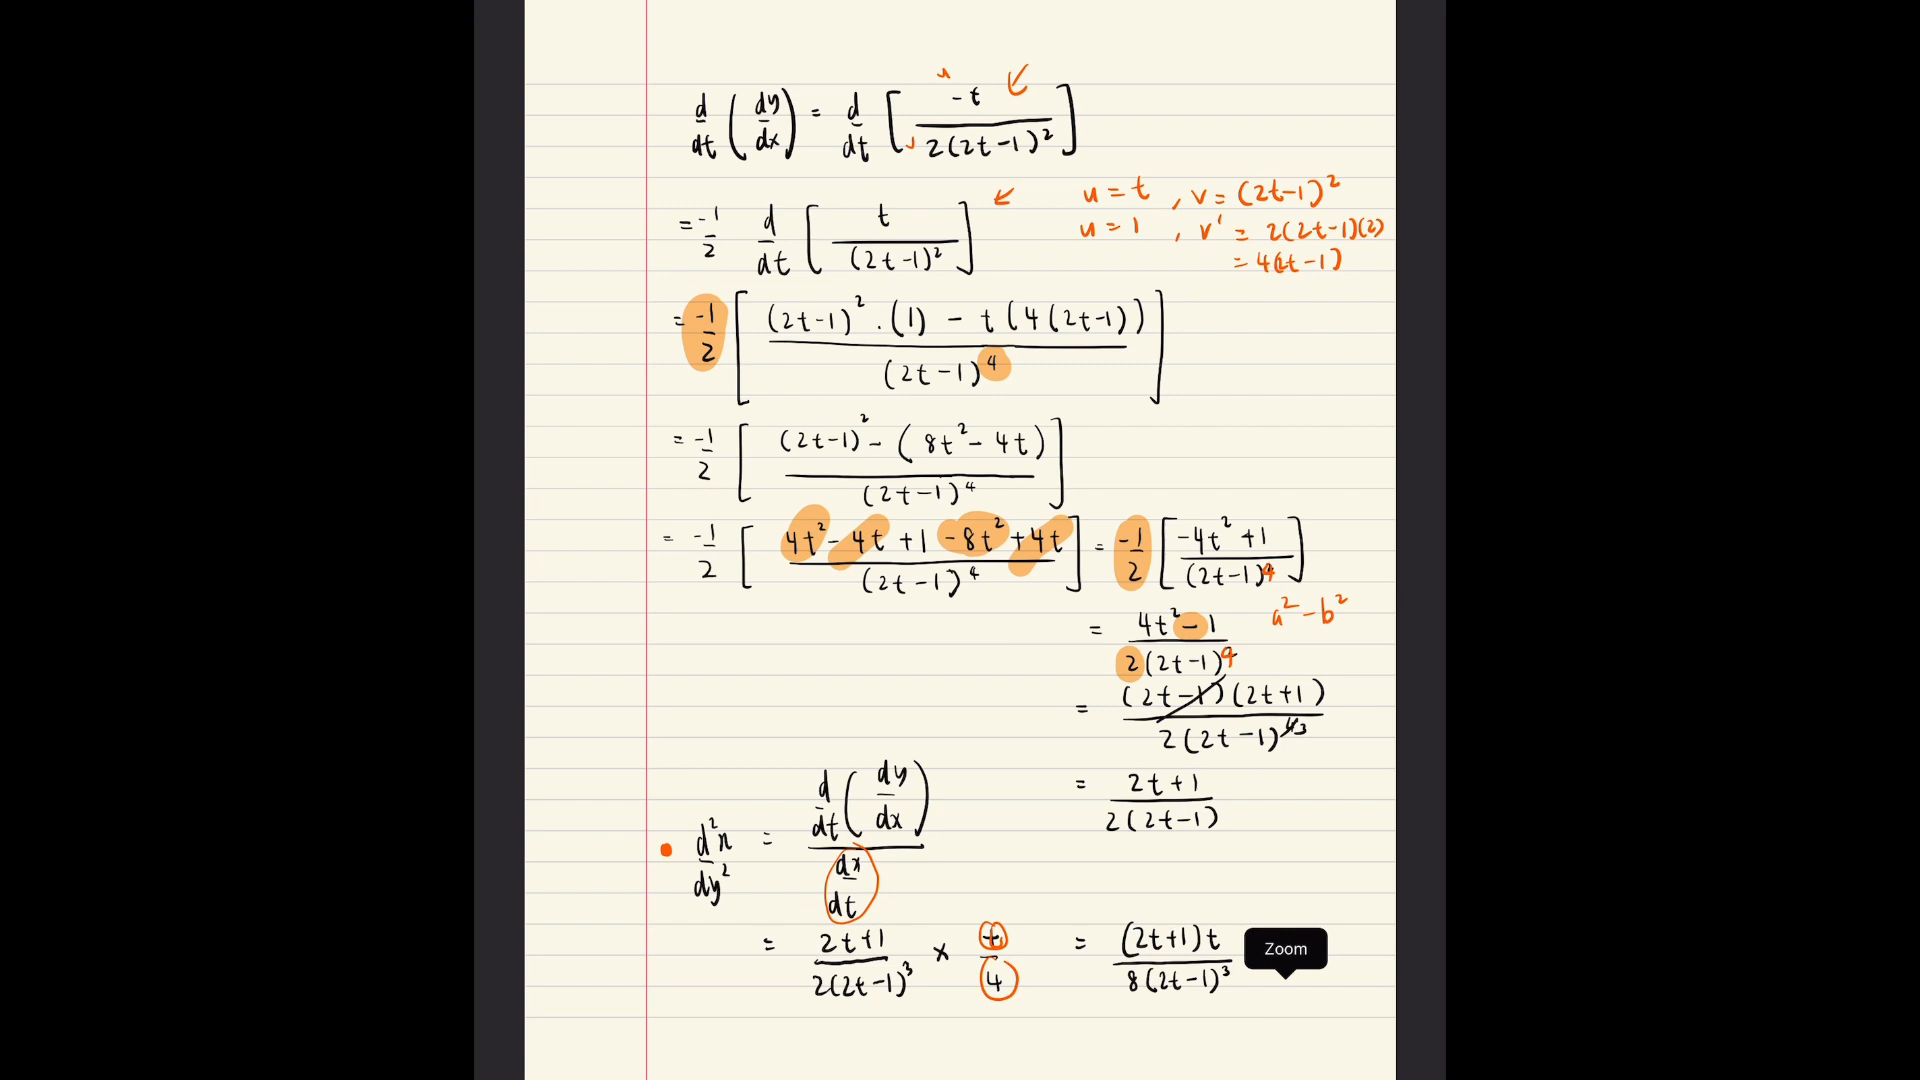 d/dt (dy/dx) = d/dt [ -t / 2(2t-1)² ]
u
v
= -1/2 d/dt [ t / (2t-1)² ]
u = t , v = (2t-1)²
u = 1 , v' = 2(2t-1)(2)
= 4(2t-1)
= -1/2 [ (2t-1)² . (1) - t (4(2t-1)) / (2t-1)⁴ ]
= -1/2 [ (2t-1)² - (8t² - 4t) / (2t-1)⁴ ]
= -1/2 [ 4t² - 4t + 1 - 8t² + 4t / (2t-1)⁴ ] = -1/2 [ -4t² + 1 / (2t-1)⁴ ]
a² - b²
= 4t² - 1 / 2(2t-1)⁴
= (2t-1)(2t+1) / 2(2t-1)⁴ 3
= 2t+1 / 2(2t-1)
d²x/dy² = d/dt (dy/dx) / dx/dt
= 2t+1 / 2(2t-1)³ × t/4 = (2t+1)t / 8(2t-1)³
Zoom